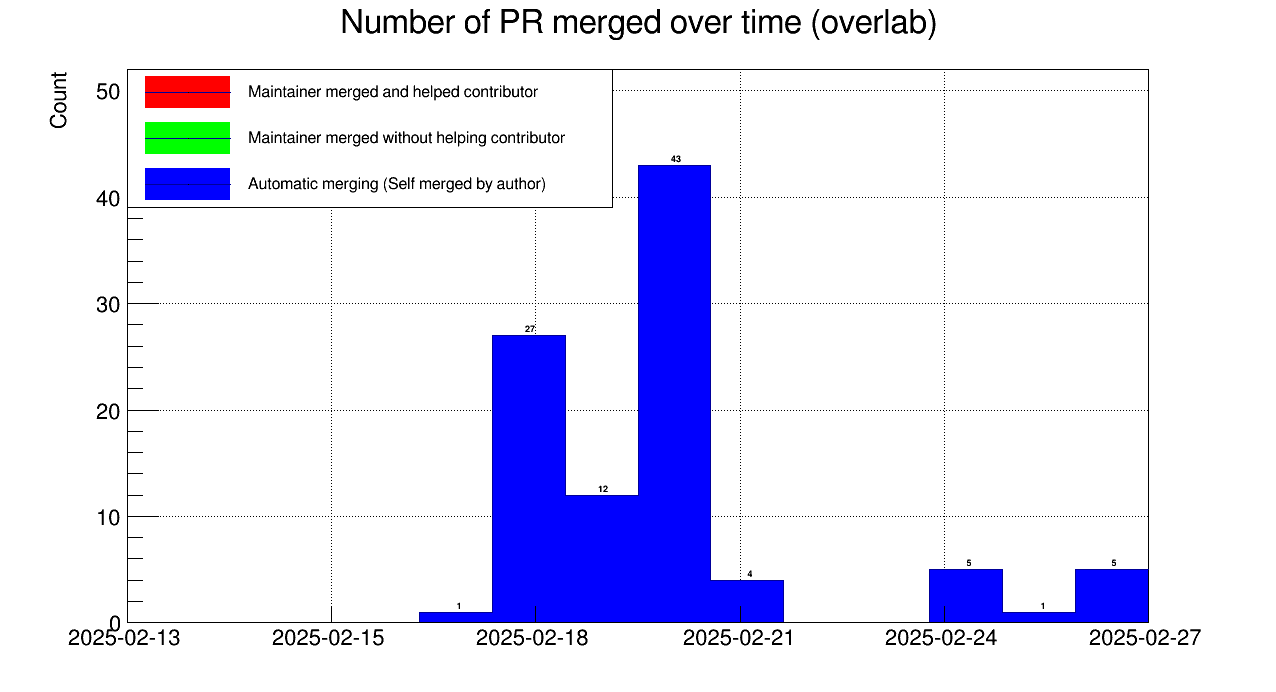 Number of PR merged over time (overlab)
Count
50
40
30
20
10
0
Maintainer merged and helped contributor
Maintainer merged without helping contributor
Automatic merging (Self merged by author)
1
27
12
43
4
5
1
5
2025-02-13 2025-02-15 2025-02-18 2025-02-21 2025-02-24 2025-02-27